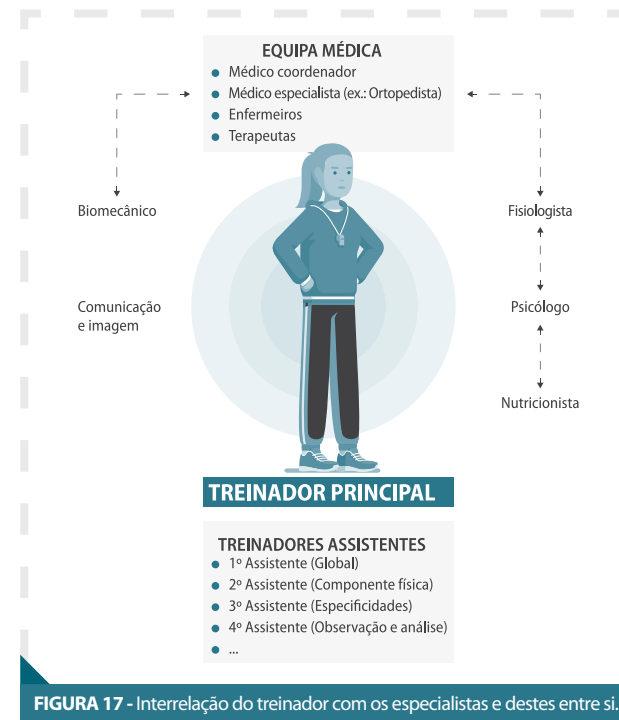 EQUIPA MÉDICA
● Médico coordenador
● Médico especialista (ex.: Ortopedista)
● Enfermeiros
● Terapeutas
Biomecânico
Fisiologista
Comunicação
e imagem
Psicólogo
Nutricionista
TREINADOR PRINCIPAL
TREINADORES ASSISTENTES
● 1º Assistente (Global)
● 2º Assistente (Componente física)
● 3º Assistente (Especificidades)
● 4º Assistente (Observação e análise)
● ...
FIGURA 17 - Interrelação do treinador com os especialistas e destes entre si.